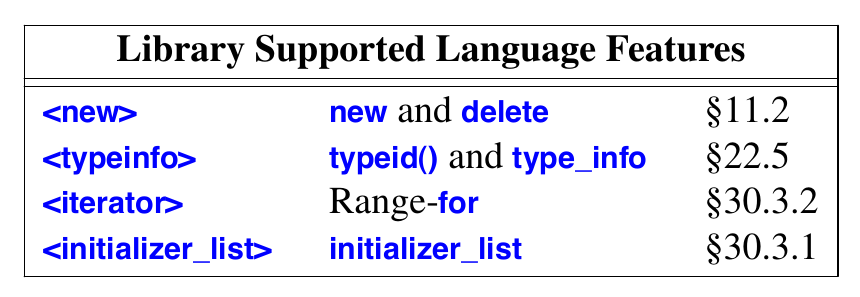 Library Supported Language Features
<new> new and delete §11.2
<typeinfo> typeid() and type_info §22.5
<iterator> Range-for §30.3.2
<initializer_list> initializer_list §30.3.1